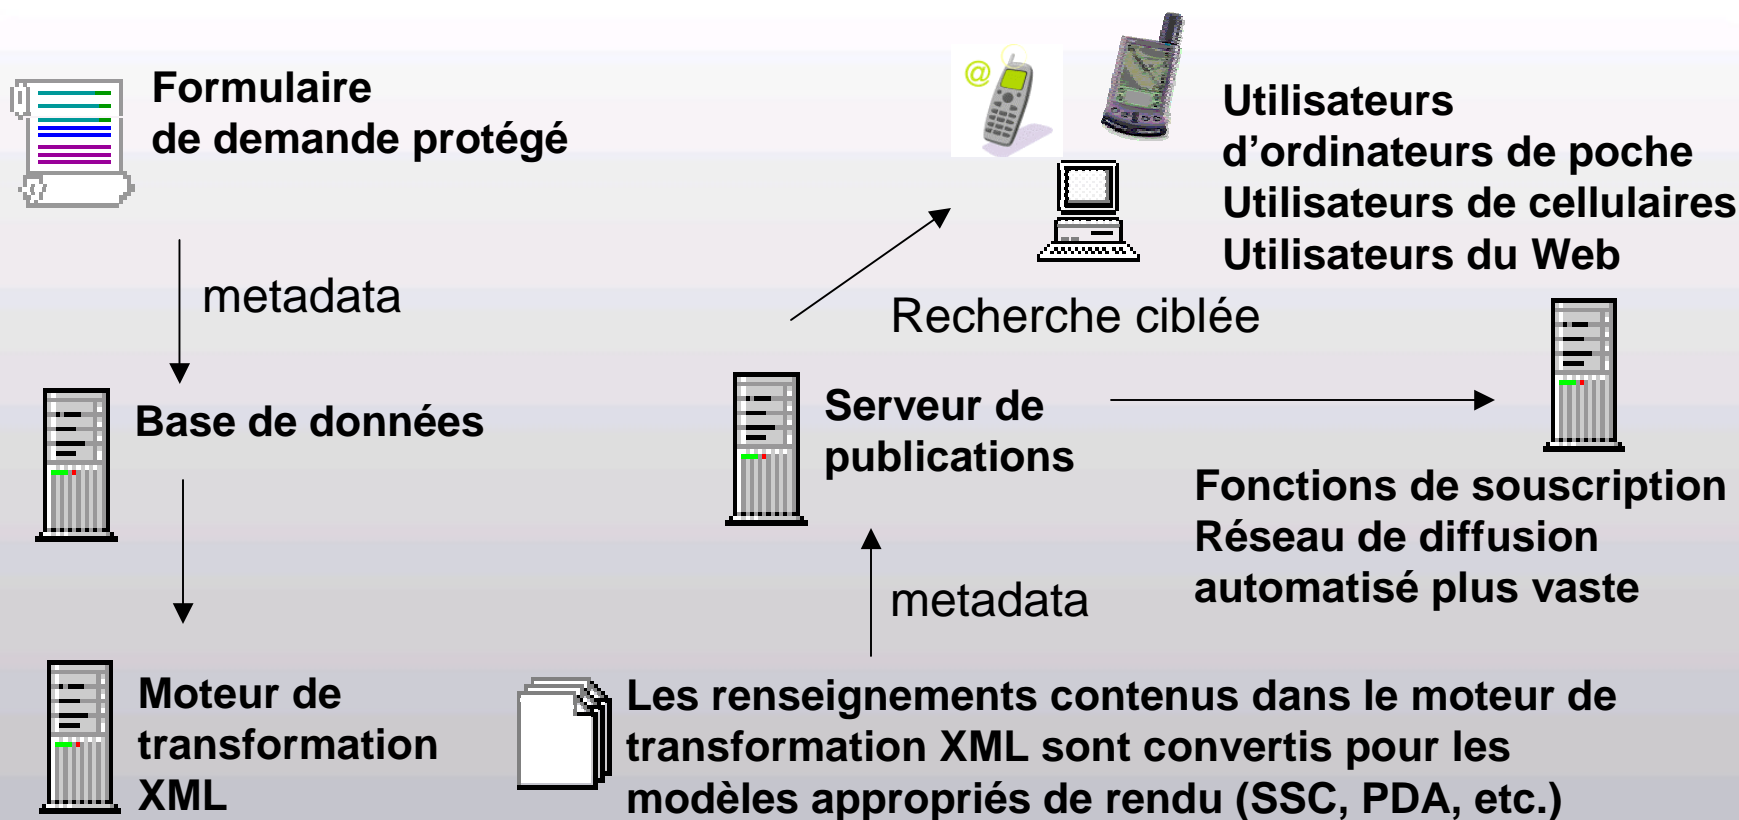 Formulaire
de demande protégé
metadata
Base de données
Moteur de
transformation
XML
Les renseignements contenus dans le moteur de
transformation XML sont convertis pour les
modèles appropriés de rendu (SSC, PDA, etc.)
metadata
Serveur de
publications
Recherche ciblée
@
Utilisateurs
d’ordinateurs de poche
Utilisateurs de cellulaires
Utilisateurs du Web
Fonctions de souscription
Réseau de diffusion
automatisé plus vaste